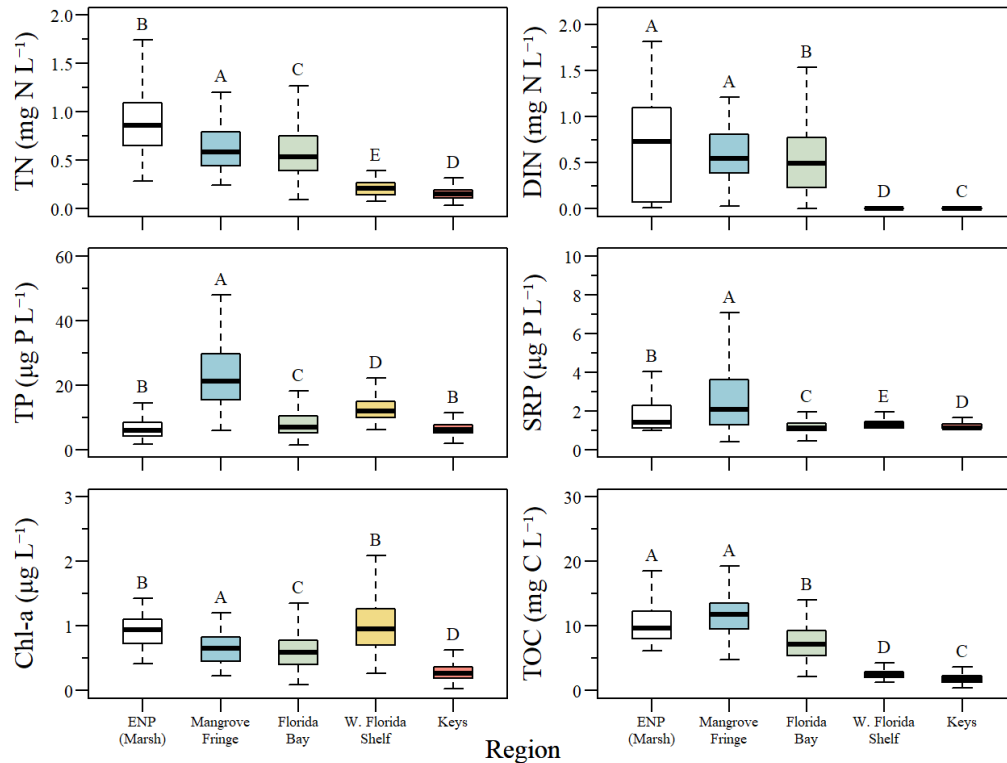 TN (mg N L⁻¹)
2.0
1.5
1.0
0.5
0.0
B
A
C
E
D
DIN (mg N L⁻¹)
2.0
1.5
1.0
0.5
0.0
A
A
B
D
C
TP (µg P L⁻¹)
60
40
20
0
B
A
C
D
B
SRP (µg P L⁻¹)
10
8
6
4
2
0
B
A
C
E
D
Chl-a (µg L⁻¹)
3
2
1
0
B
A
C
B
D
ENP
(Marsh)
Mangrove
Fringe
Florida
Bay
W. Florida
Shelf
Keys
TOC (mg C L⁻¹)
30
20
10
0
A
A
B
D
C
ENP
(Marsh)
Mangrove
Fringe
Florida
Bay
W. Florida
Shelf
Keys
Region